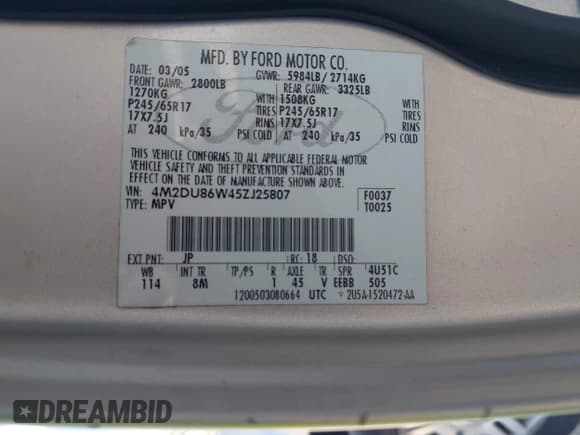 MFD. BY FORD MOTOR CO.
03/05 GVWR: 5984LB/ 2714KG
FRONT GAWR: 2800LB REAR GAWR: 3325LB
1270KG WITH 1508KG WITH
P245/65R17 TIRES P245/65R17 TIRES
17X7.5J RIMS 17X7.5J RIMS
AT 240 kPa/35 PSI COLD AT 240 kPa/35 PSI COLD
Ford
THIS VEHICLE CONFORMS TO ALL APPLICABLE FEDERAL MOTOR
VEHICLE SAFETY AND THEFT PREVENTION STANDARDS IN
EFFECT ON THE DATE OF MANUFACTURE SHOWN ABOVE.
VIN: 4M2DU86W45ZJ25807 F0037
TYPE: MPV T0025
EXT PNT: JP RC: 18 DSO:
WB INT TR TP/PS R AXLE TR SPR 4U51C
114 8M 1 45 V EEBB 505
1200503080664 UTC 2U5A-1520472-AA
DREAMBID